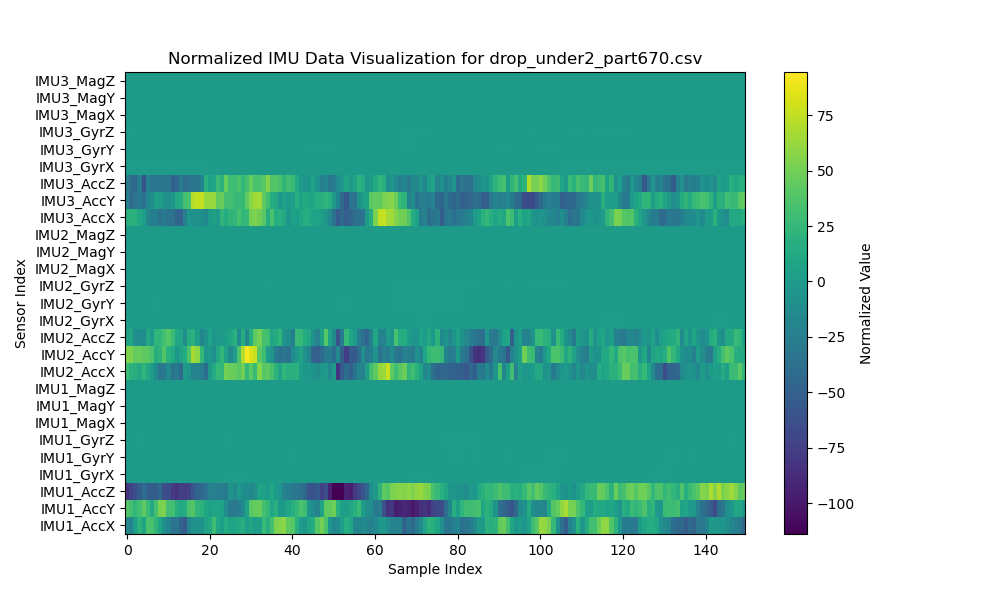 Normalized IMU Data Visualization for drop_under2_part670.csv
IMU3_MagZ
IMU3_MagY
IMU3_MagX
IMU3_GyrZ
IMU3_GyrY
IMU3_GyrX
IMU3_AccZ
IMU3_AccY
IMU3_AccX
IMU2_MagZ
IMU2_MagY
IMU2_MagX
IMU2_GyrZ
IMU2_GyrY
IMU2_GyrX
IMU2_AccZ
IMU2_AccY
IMU2_AccX
IMU1_MagZ
IMU1_MagY
IMU1_MagX
IMU1_GyrZ
IMU1_GyrY
IMU1_GyrX
IMU1_AccZ
IMU1_AccY
IMU1_AccX
Sensor Index
0 20 40 60 80 100 120 140
Sample Index
75
50
25
0
−25
−50
−75
−100
Normalized Value